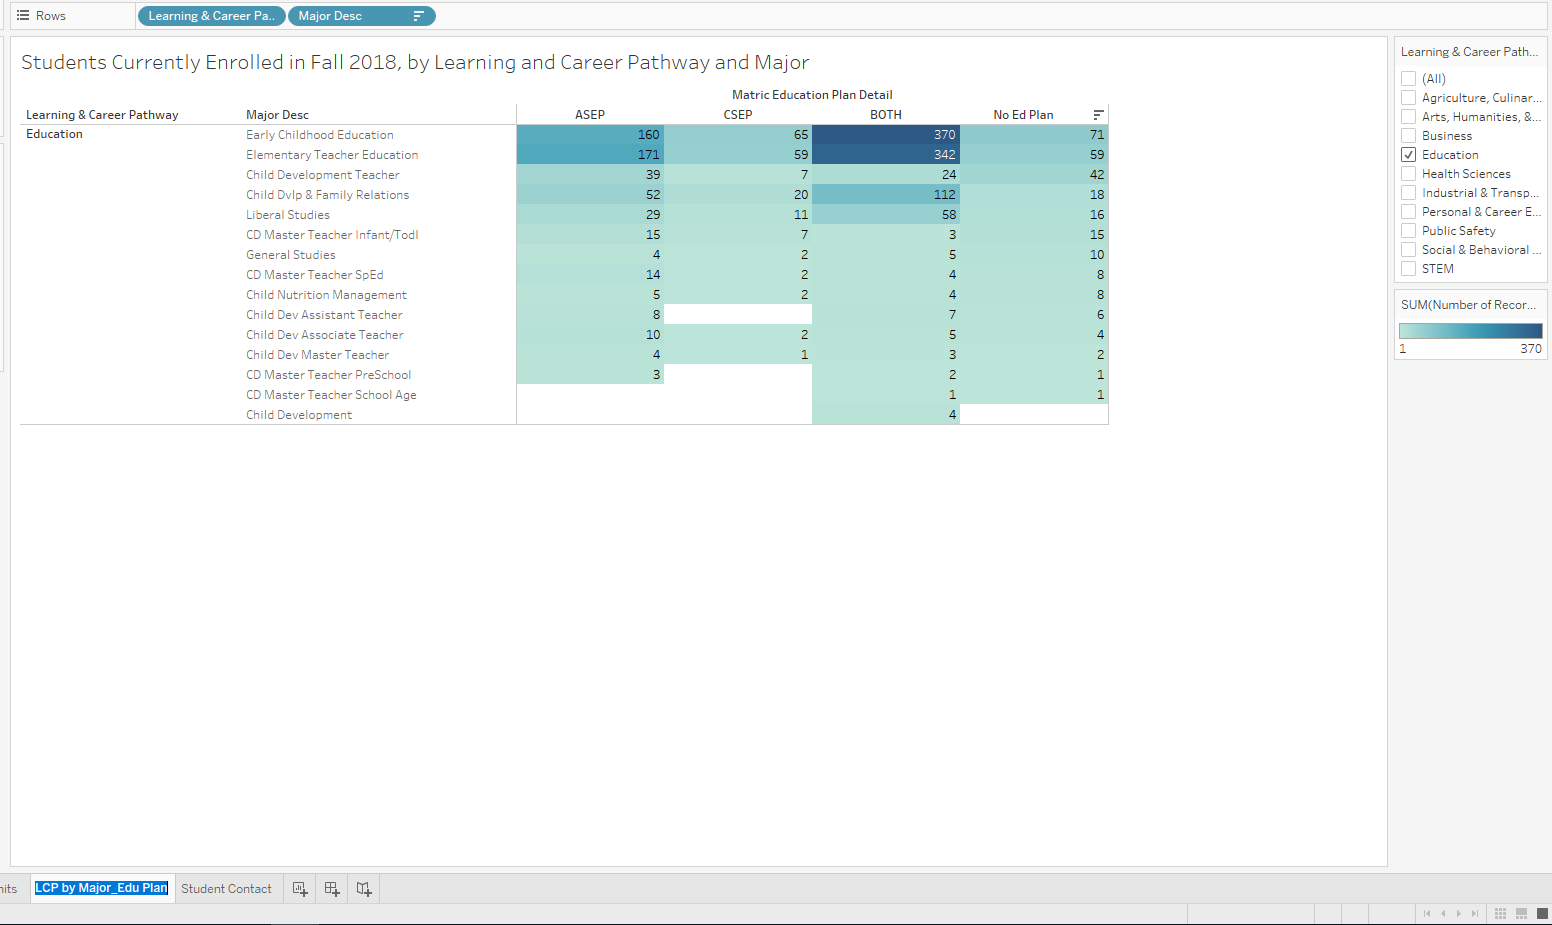 Rows
Learning & Career Pa..
Major Desc
Students Currently Enrolled in Fall 2018, by Learning and Career Pathway and Major
Matric Education Plan Detail
Learning & Career Pathway Major Desc ASEP CSEP BOTH No Ed Plan
Education Early Childhood Education 160 65 370 71
Elementary Teacher Education 171 59 342 59
Child Development Teacher 39 7 24 42
Child Dvlp & Family Relations 52 20 112 18
Liberal Studies 29 11 58 16
CD Master Teacher Infant/Todl 15 7 3 15
General Studies 4 2 5 10
CD Master Teacher SpEd 14 2 4 8
Child Nutrition Management 5 2 4 8
Child Dev Assistant Teacher 8 7 6
Child Dev Associate Teacher 10 2 5 4
Child Dev Master Teacher 4 1 3 2
CD Master Teacher PreSchool 3 2 1
CD Master Teacher School Age 1 1
Child Development 4
Learning & Career Path...
(All)
Agriculture, Culinar...
Arts, Humanities, &...
Business
Education
Health Sciences
Industrial & Transp...
Personal & Career E...
Public Safety
Social & Behavioral ...
STEM
SUM(Number of Recor...
1 370
nits
LCP by Major_Edu Plan
Student Contact